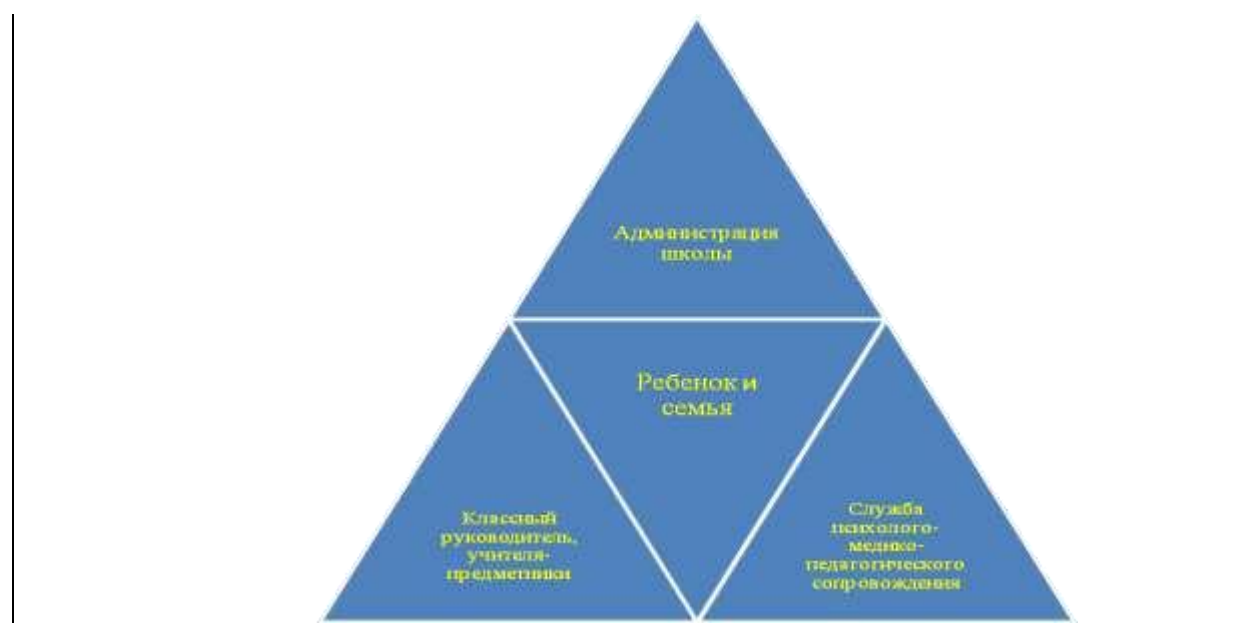 Администрация
школы
Ребенок и
семья
Классный
руководитель,
учителя-
предметники
Служба
психолого-
медико-
педагогического
сопровождения